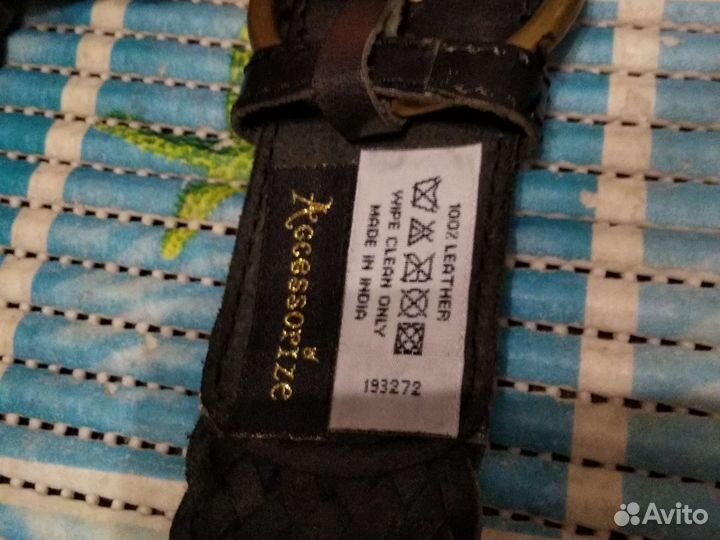 Accessorize
100% LEATHER
WIPE CLEAN ONLY
MADE IN INDIA
193272
Avito